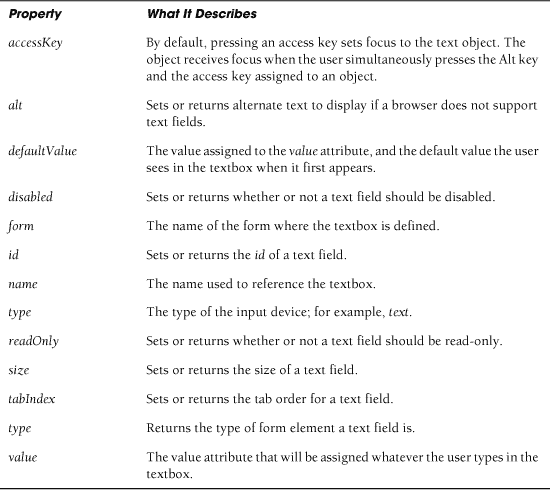 Property What It Describes
accessKey By default, pressing an access key sets focus to the text object. The
object receives focus when the user simultaneously presses the Alt key
and the access key assigned to an object.
alt Sets or returns alternate text to display if a browser does not support
text fields.
defaultValue The value assigned to the value attribute, and the default value the user
sees in the textbox when it first appears.
disabled Sets or returns whether or not a text field should be disabled.
form The name of the form where the textbox is defined.
id Sets or returns the id of a text field.
name The name used to reference the textbox.
type The type of the input device; for example, text.
readOnly Sets or returns whether or not a text field should be read-only.
size Sets or returns the size of a text field.
tabIndex Sets or returns the tab order for a text field.
type Returns the type of form element a text field is.
value The value attribute that will be assigned whatever the user types in the
textbox.